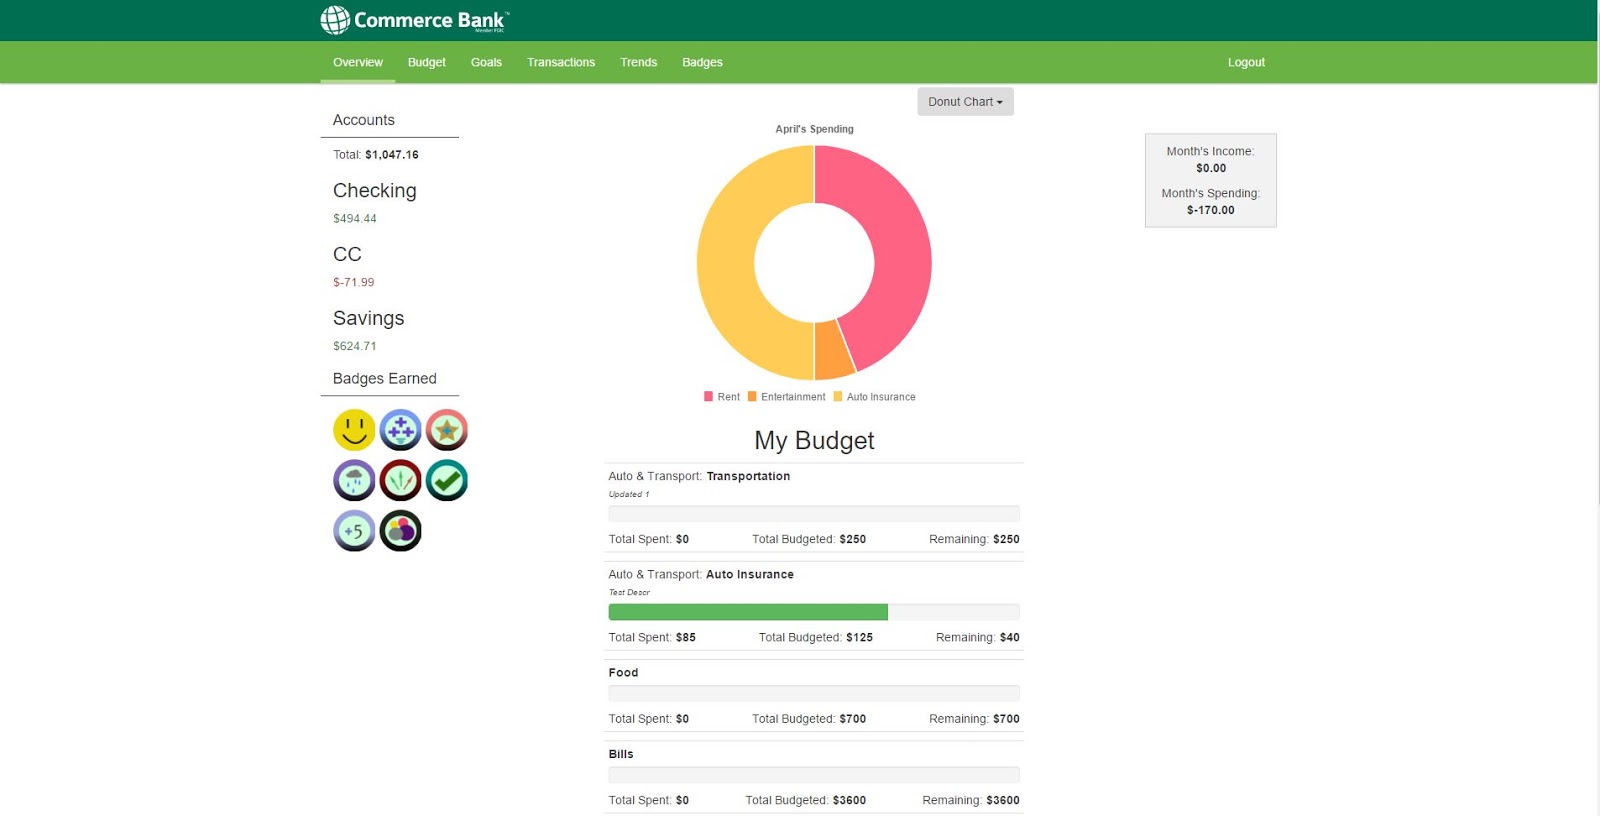 Commerce Bank™
Member FDIC
Overview Budget Goals Transactions Trends Badges Logout
Donut Chart
Accounts
Total: $1,047.16
Checking
$494.44
CC
$-71.99
Savings
$624.71
Badges Earned
+5
April's Spending
Rent Entertainment Auto Insurance
Month's Income:
$0.00
Month's Spending:
$-170.00
My Budget
Auto & Transport: Transportation
Updated 1
Total Spent: $0 Total Budgeted: $250 Remaining: $250
Auto & Transport: Auto Insurance
Test Descr
Total Spent: $85 Total Budgeted: $125 Remaining: $40
Food
Total Spent: $0 Total Budgeted: $700 Remaining: $700
Bills
Total Spent: $0 Total Budgeted: $3600 Remaining: $3600